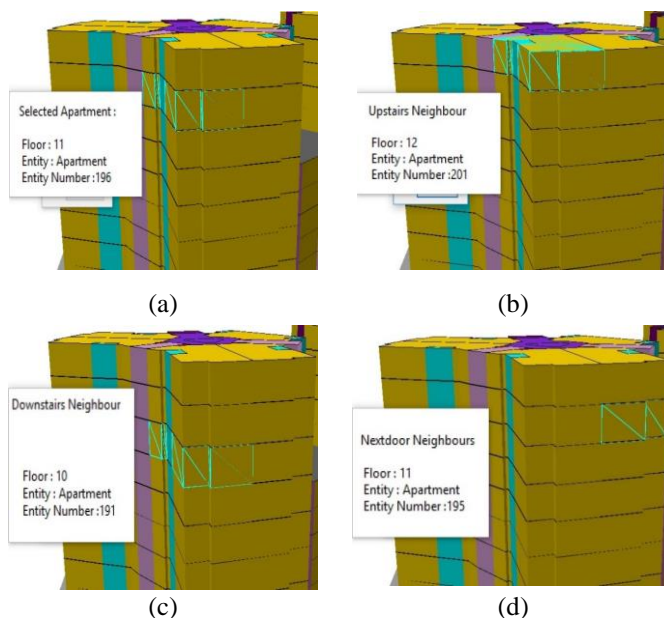 Selected Apartment :
Floor : 11
Entity : Apartment
Entity Number :196
(a)
Upstairs Neighbour
Floor : 12
Entity : Apartment
Entity Number :201
(b)
Downstairs Neighbour
Floor : 10
Entity : Apartment
Entity Number :191
(c)
Nextdoor Neighbours
Floor : 11
Entity : Apartment
Entity Number :195
(d)